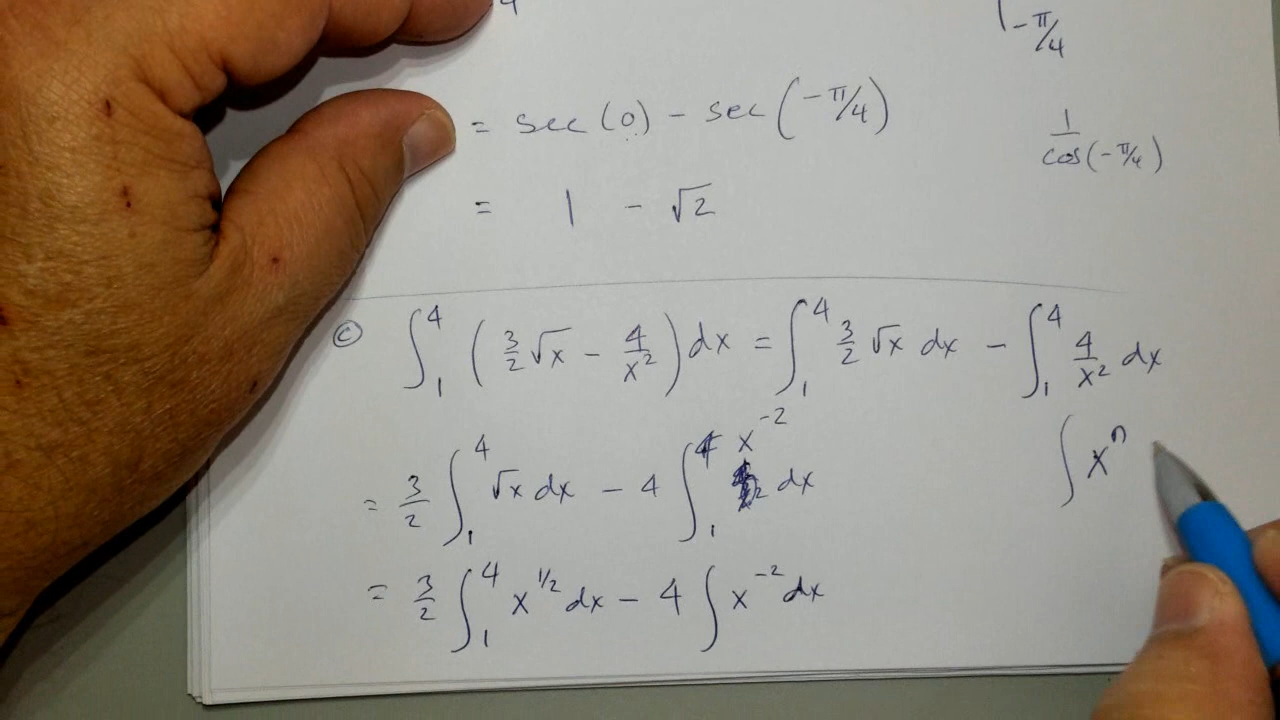 4
|-π/4
= sec(0) - sec(-π/4)
1/cos(-π/4)
= 1 - √2
© ∫₁⁴ (3/2 √x - 4/x²) dx = ∫₁⁴ 3/2 √x dx - ∫₁⁴ 4/x² dx
= 3/2 ∫₁⁴ √x dx - 4 ∫₁⁴ x⁻² dx
∫ xⁿ
= 3/2 ∫₁⁴ x^1/2 dx - 4 ∫ x⁻² dx